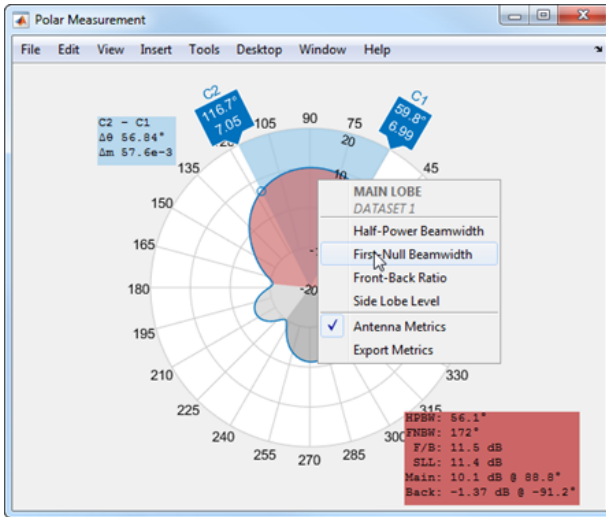 Polar Measurement
File Edit View Insert Tools Desktop Window Help
C2
116.7°
7.05
C1
59.8°
6.99
C2 - C1
Δθ 56.84°
Δm 57.6e-3
105
90
75
20
10
45
135
150
165
180
195
210
225
240
255
270
285
300
315
330
-20
MAIN LOBE
DATASET 1
Half-Power Beamwidth
First-Null Beamwidth
Front-Back Ratio
Side Lobe Level
Antenna Metrics
Export Metrics
HPBW: 56.1°
FNBW: 172°
F/B: 11.5 dB
SLL: 11.4 dB
Main: 10.1 dB @ 88.8°
Back: -1.37 dB @ -91.2°